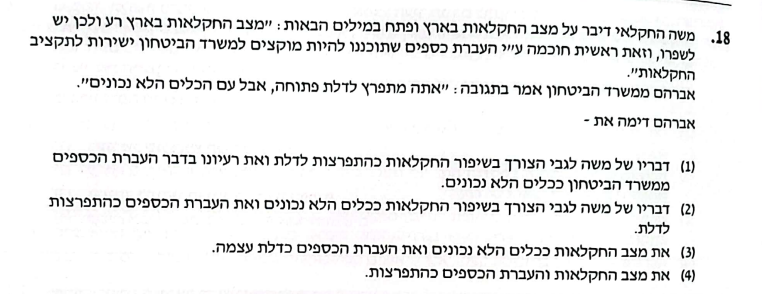 18. משה החקלאי דיבר על מצב החקלאות בארץ ופתח במילים הבאות: "מצב החקלאות בארץ רע ולכן יש
לשפרו, וזאת ראשית חוכמה ע"י העברת כספים שתוכננו להיות מוקצים למשרד הביטחון ישירות לתקציב
החקלאות".
אברהם ממשרד הביטחון אמר בתגובה: "אתה מתפרץ לדלת פתוחה, אבל עם הכלים הלא נכונים".
אברהם דימה את -
(1) דבריו של משה לגבי הצורך בשיפור החקלאות כהתפרצות לדלת ואת רעיונו בדבר העברת הכספים
ממשרד הביטחון ככלים הלא נכונים.
(2) דבריו של משה לגבי הצורך בשיפור החקלאות ככלים הלא נכונים ואת העברת הכספים כהתפרצות
לדלת.
(3) את מצב החקלאות ככלים הלא נכונים ואת העברת הכספים כדלת עצמה.
(4) את מצב החקלאות והעברת הכספים כהתפרצות.